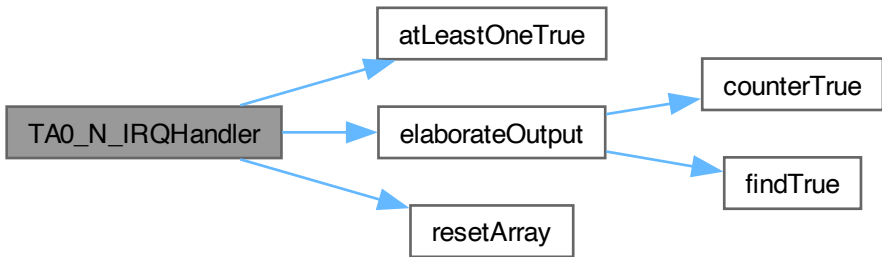 atLeastOneTrue
counterTrue
TA0_N_IRQHandler
elaborateOutput
findTrue
resetArray